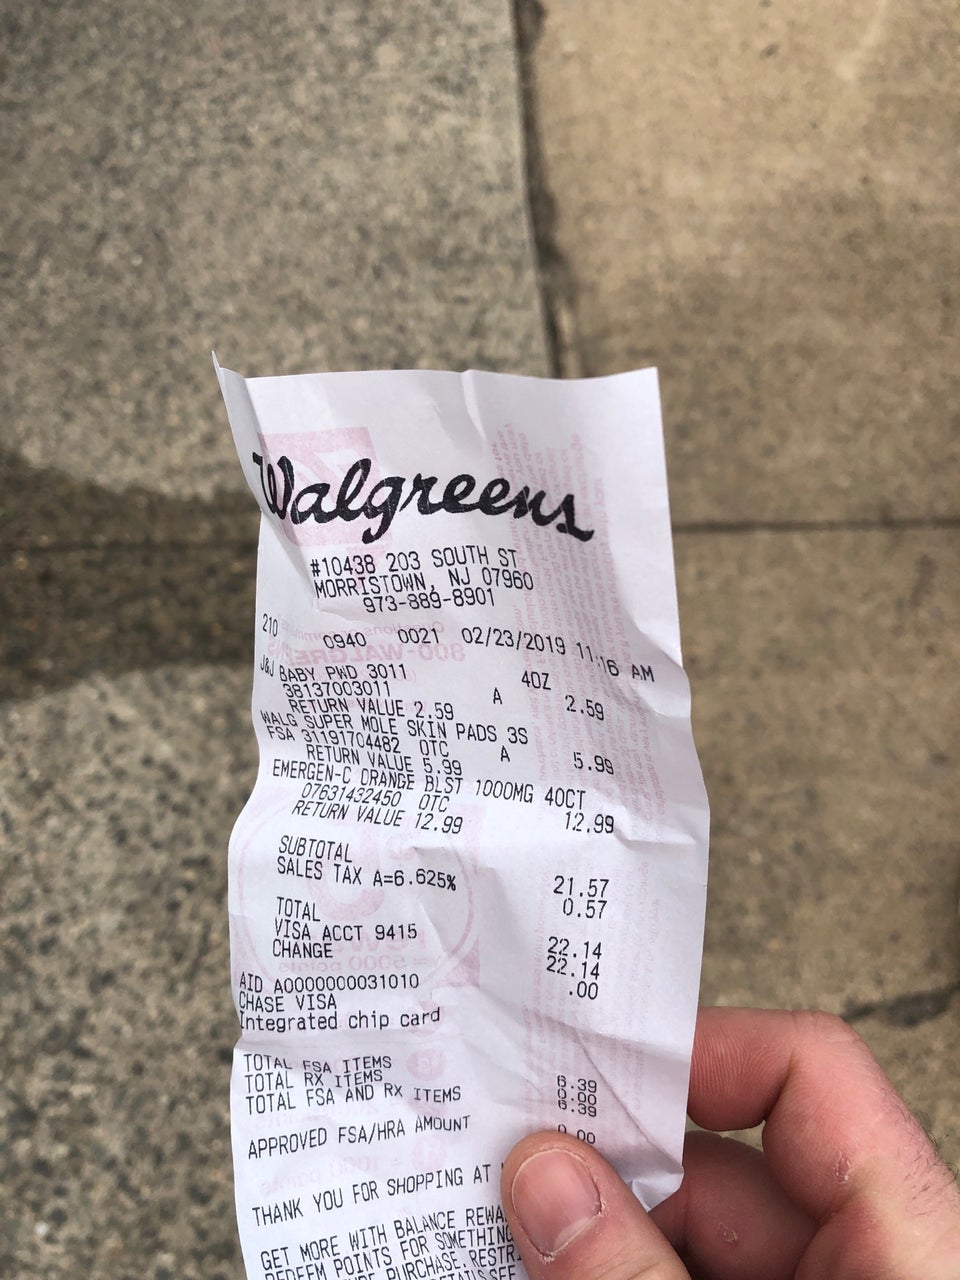 Walgreens
#10438 203 SOUTH ST
MORRISTOWN, NJ 07960
973-889-8901
210 0940 0021 02/23/2019 11:16 AM
J&J BABY PWD 3011 4OZ
38137003011 A 2.59
RETURN VALUE 2.59
WALG SUPER MOLE SKIN PADS 3S
FSA 31191704482 OTC A 5.99
RETURN VALUE 5.99
EMERGEN-C ORANGE BLST 1000MG 40CT
07631432450 OTC 12.99
RETURN VALUE 12.99
SUBTOTAL 21.57
SALES TAX A=6.625% 0.57
TOTAL 22.14
VISA ACCT 9415 22.14
CHANGE .00
AID A0000000031010
CHASE VISA
Integrated chip card
TOTAL FSA ITEMS 6.39
TOTAL RX ITEMS 0.00
TOTAL FSA AND RX ITEMS 6.39
APPROVED FSA/HRA AMOUNT 0.00
THANK YOU FOR SHOPPING AT
GET MORE WITH BALANCE
REDEEM POINTS FOR SOMETHING
PURCHASE.